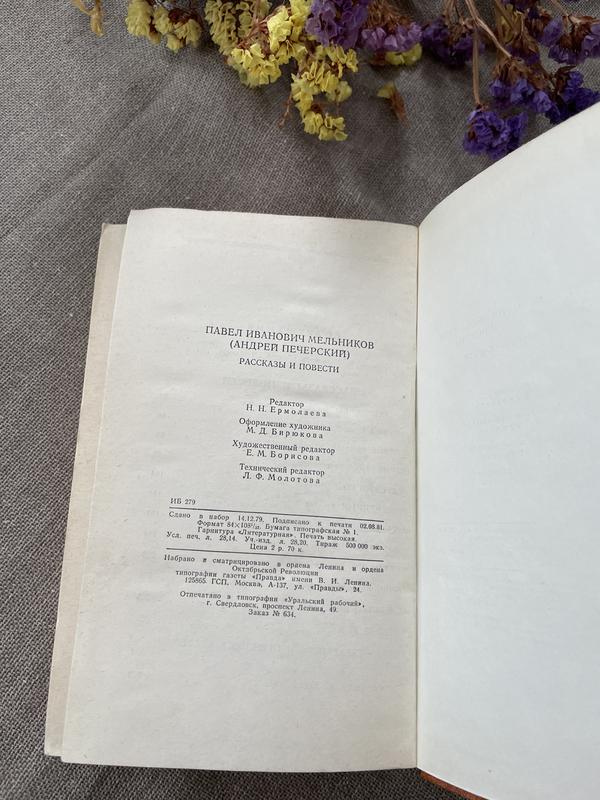 ПАВЕЛ ИВАНОВИЧ МЕЛЬНИКОВ
(АНДРЕЙ ПЕЧЕРСКИЙ)
РАССКАЗЫ И ПОВЕСТИ
Редактор
Н. Н. Ермолаева
Оформление художника
М. Д. Бирюкова
Художественный редактор
Е. М. Борисова
Технический редактор
Л. Ф. Молотова
ИБ 279
Сдано в набор 14.12.79. Подписано к печати 02.06.81.
Формат 84×108¹/₃₂. Бумага типографская № 1.
Гарнитура «Литературная». Печать высокая.
Усл. печ. л. 28,14. Уч.-изд. л. 28,20. Тираж 500 000 экз.
Цена 2 р. 70 к.
Набрано и сматрицировано в ордена Ленина и ордена
Октябрьской Революции
типографии газеты «Правда» имени В. И. Ленина.
125865. ГСП, Москва, А-137, ул. «Правды», 24.
Отпечатано в типографии «Уральский рабочий»,
г. Свердловск, проспект Ленина, 49.
Заказ № 634.